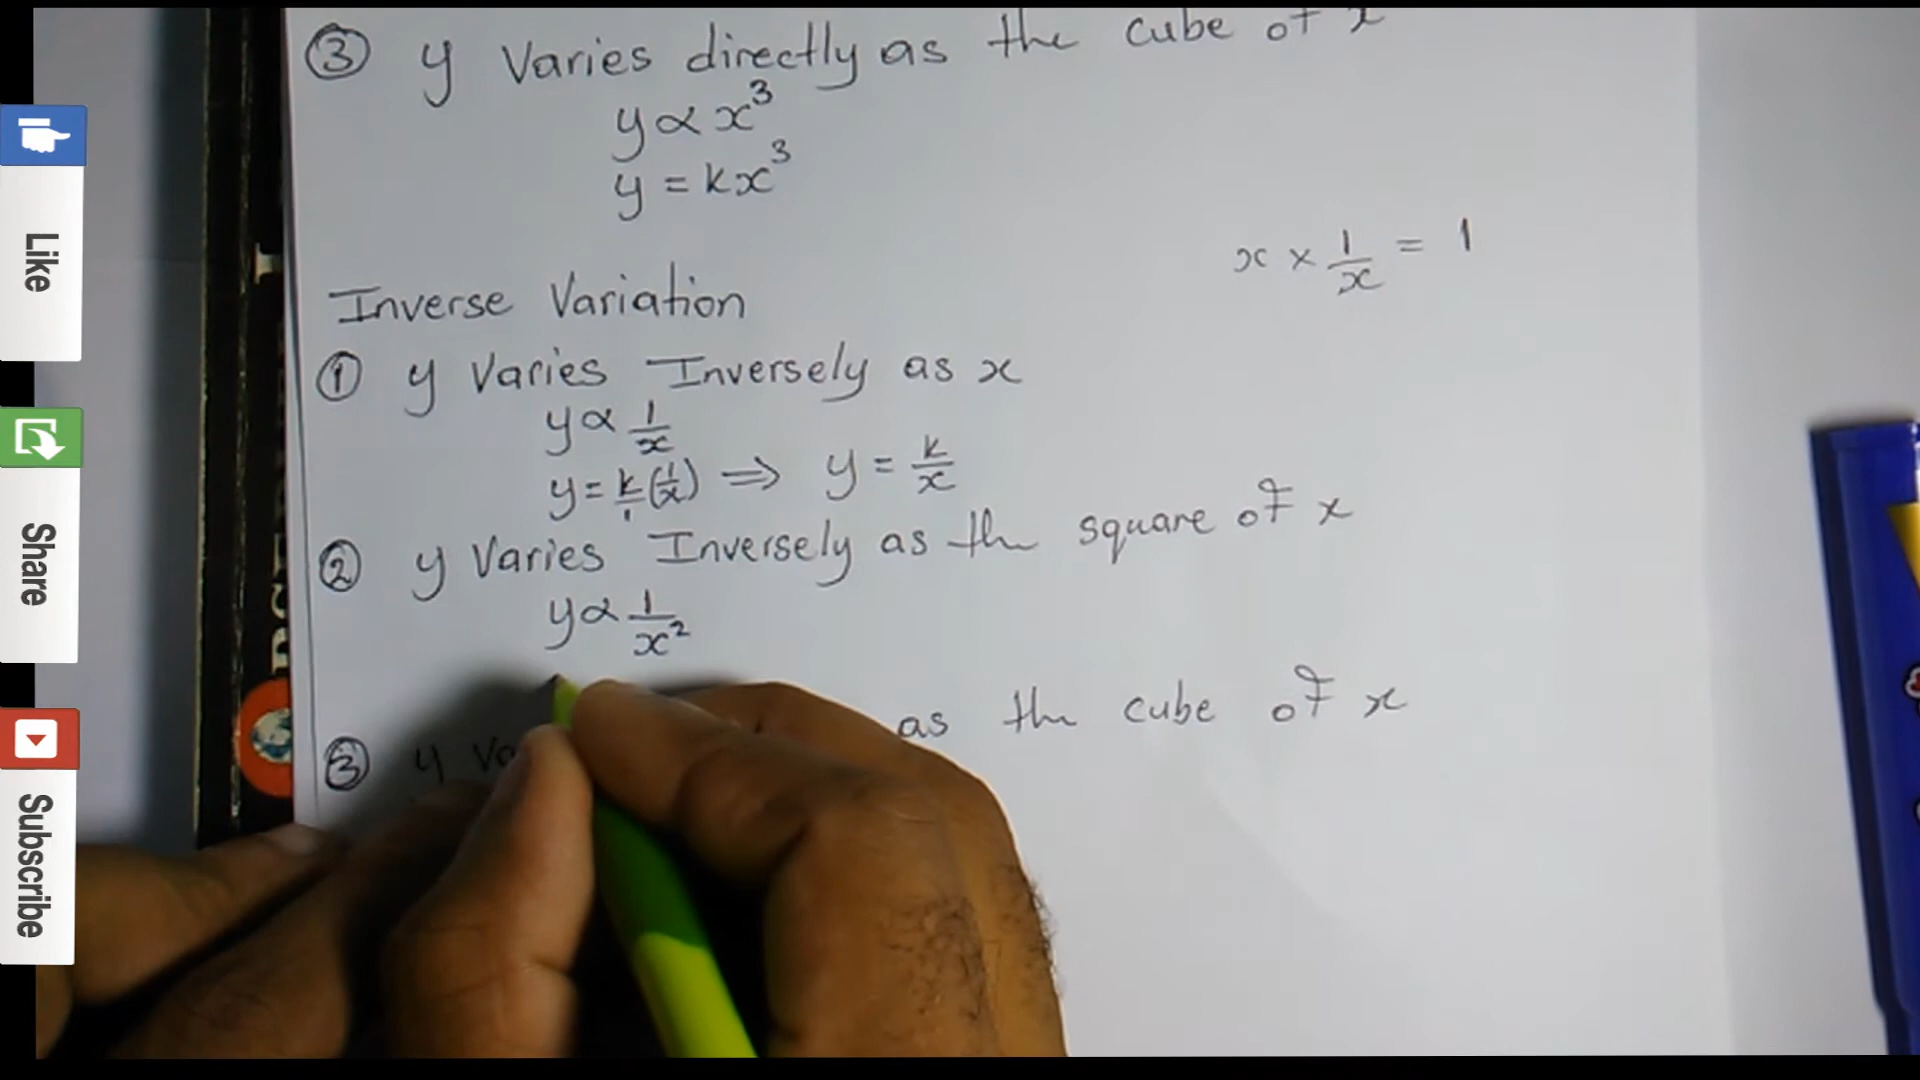 ③ y varies directly as the cube of x
y ∝ x³
y = kx³
x × 1/x = 1
Inverse Variation
① y varies Inversely as x
y ∝ 1/x
y = k/1 (1/x) ⇒ y = k/x
② y varies Inversely as the square of x
y ∝ 1/x²
③ y as the cube of x
Like
Share
Subscribe